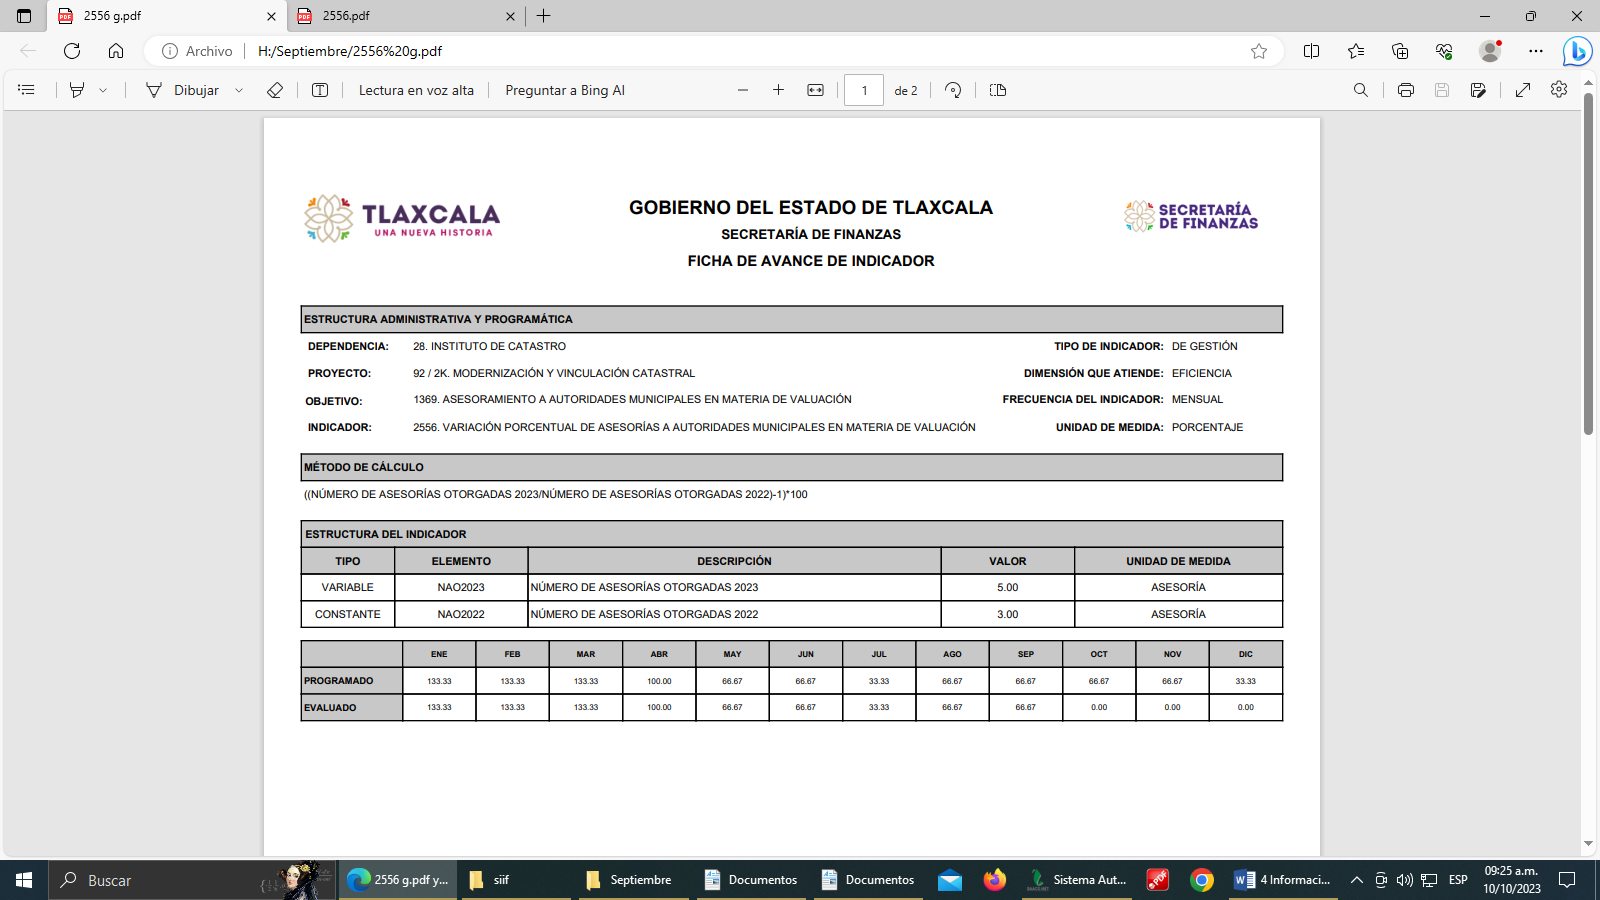 2556 g.pdf
2556.pdf
Archivo
H:/Septiembre/2556%20g.pdf
Dibujar
Lectura en voz alta
Preguntar a Bing AI
1
de 2
TLAXCALA
UNA NUEVA HISTORIA
GOBIERNO DEL ESTADO DE TLAXCALA
SECRETARÍA DE FINANZAS
FICHA DE AVANCE DE INDICADOR
SECRETARÍA
DE FINANZAS
ESTRUCTURA ADMINISTRATIVA Y PROGRAMÁTICA
DEPENDENCIA: 28. INSTITUTO DE CATASTRO TIPO DE INDICADOR: DE GESTIÓN
PROYECTO: 92 / 2K. MODERNIZACIÓN Y VINCULACIÓN CATASTRAL DIMENSIÓN QUE ATIENDE: EFICIENCIA
OBJETIVO: 1369. ASESORAMIENTO A AUTORIDADES MUNICIPALES EN MATERIA DE VALUACIÓN FRECUENCIA DEL INDICADOR: MENSUAL
INDICADOR: 2556. VARIACIÓN PORCENTUAL DE ASESORÍAS A AUTORIDADES MUNICIPALES EN MATERIA DE VALUACIÓN UNIDAD DE MEDIDA: PORCENTAJE
MÉTODO DE CÁLCULO
((NÚMERO DE ASESORÍAS OTORGADAS 2023/NÚMERO DE ASESORÍAS OTORGADAS 2022)-1)*100
ESTRUCTURA DEL INDICADOR
TIPO ELEMENTO DESCRIPCIÓN VALOR UNIDAD DE MEDIDA
VARIABLE NAO2023 NÚMERO DE ASESORÍAS OTORGADAS 2023 5.00 ASESORÍA
CONSTANTE NAO2022 NÚMERO DE ASESORÍAS OTORGADAS 2022 3.00 ASESORÍA
ENE FEB MAR ABR MAY JUN JUL AGO SEP OCT NOV DIC
PROGRAMADO 133.33 133.33 133.33 100.00 66.67 66.67 33.33 66.67 66.67 66.67 66.67 33.33
EVALUADO 133.33 133.33 133.33 100.00 66.67 66.67 33.33 66.67 66.67 0.00 0.00 0.00
Buscar
2556 g.pdf y...
siif
Septiembre
Documentos
Documentos
Sistema Aut...
4 Informaci...
ESP
09:25 a.m.
10/10/2023